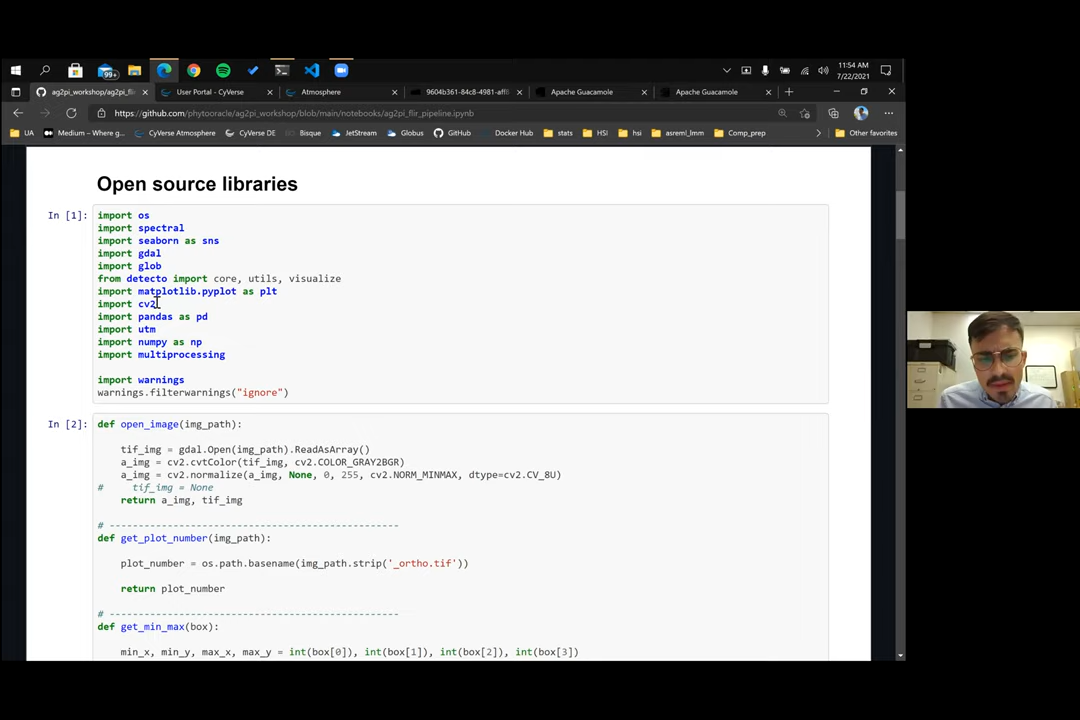 99+
11:54 AM
7/22/2021
ag2pi_workshop/ag2pi_fli
User Portal - CyVerse
Atmosphere
9604b361-84c8-4981-aff
Apache Guacamole
Apache Guacamole
https://github.com/phytooracle/ag2pi_workshop/blob/main/notebooks/ag2pi_flir_pipeline.ipynb
UA
Medium – Where g...
CyVerse Atmosphere
CyVerse DE
Bisque
JetStream
Globus
GitHub
Docker Hub
stats
HSI
hsi
asreml_lmm
Comp_prep
Other favorites
Open source libraries
In [1]:
import os
import spectral
import seaborn as sns
import gdal
import glob
from detecto import core, utils, visualize
import matplotlib.pyplot as plt
import cv2
import pandas as pd
import utm
import numpy as np
import multiprocessing
import warnings
warnings.filterwarnings("ignore")
In [2]:
def open_image(img_path):
tif_img = gdal.Open(img_path).ReadAsArray()
a_img = cv2.cvtColor(tif_img, cv2.COLOR_GRAY2BGR)
a_img = cv2.normalize(a_img, None, 0, 255, cv2.NORM_MINMAX, dtype=cv2.CV_8U)
# tif_img = None
return a_img, tif_img
# --------------------------------------------------
def get_plot_number(img_path):
plot_number = os.path.basename(img_path.strip('_ortho.tif'))
return plot_number
# --------------------------------------------------
def get_min_max(box):
min_x, min_y, max_x, max_y = int(box[0]), int(box[1]), int(box[2]), int(box[3])